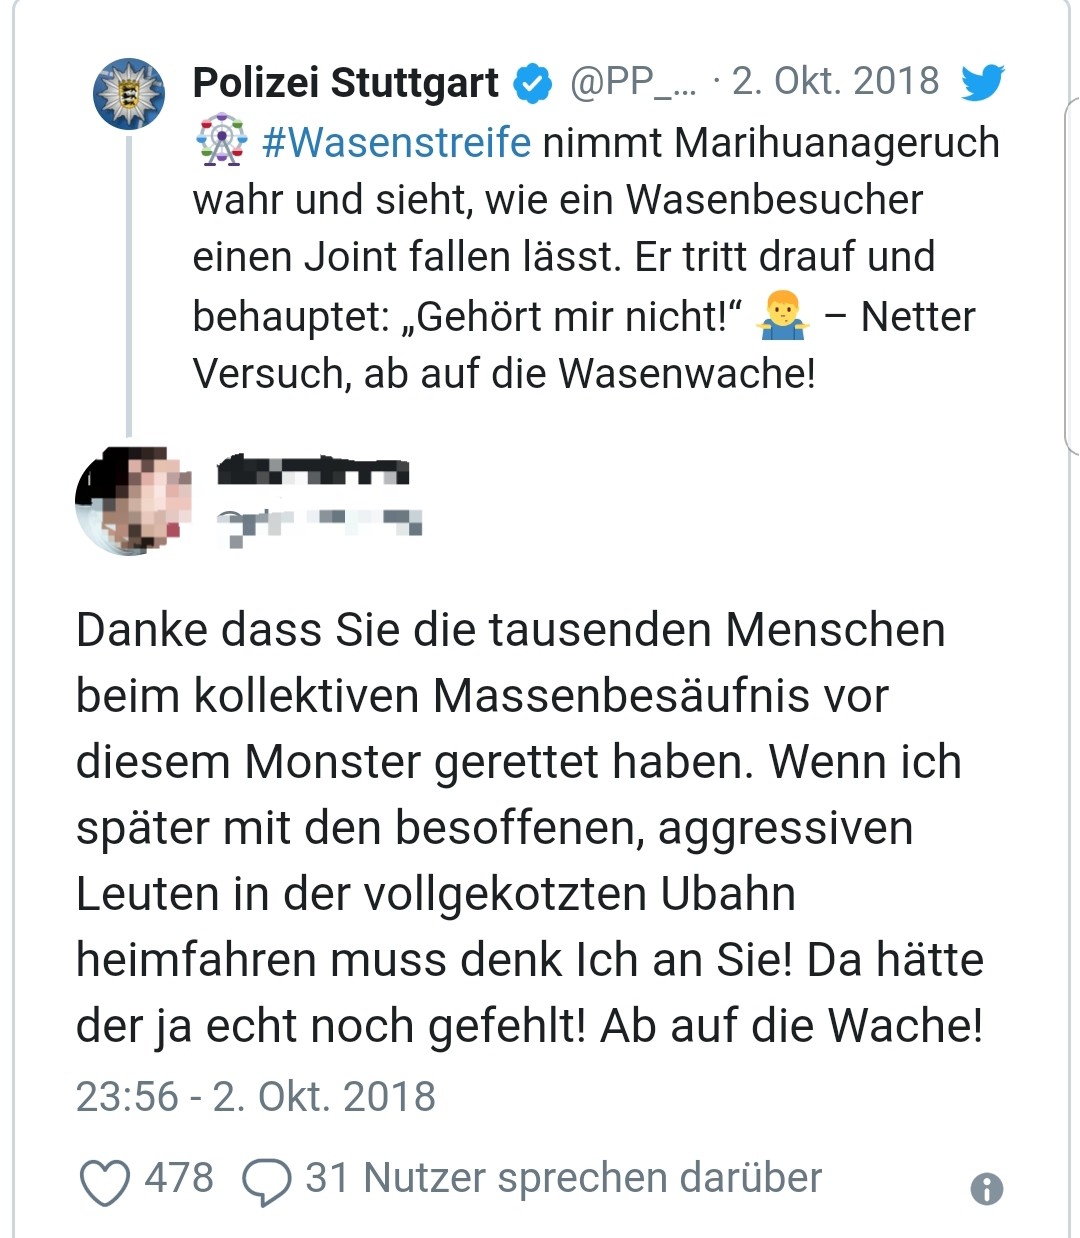 Polizei Stuttgart @PP_... · 2. Okt. 2018
#Wasenstreife nimmt Marihuanageruch
wahr und sieht, wie ein Wasenbesucher
einen Joint fallen lässt. Er tritt drauf und
behauptet: „Gehört mir nicht!“ 🤷‍♂️ – Netter
Versuch, ab auf die Wasenwache!
Danke dass Sie die tausenden Menschen
beim kollektiven Massenbesäufnis vor
diesem Monster gerettet haben. Wenn ich
später mit den besoffenen, aggressiven
Leuten in der vollgekotzten Ubahn
heimfahren muss denk Ich an Sie! Da hätte
der ja echt noch gefehlt! Ab auf die Wache!
23:56 - 2. Okt. 2018
478 31 Nutzer sprechen darüber